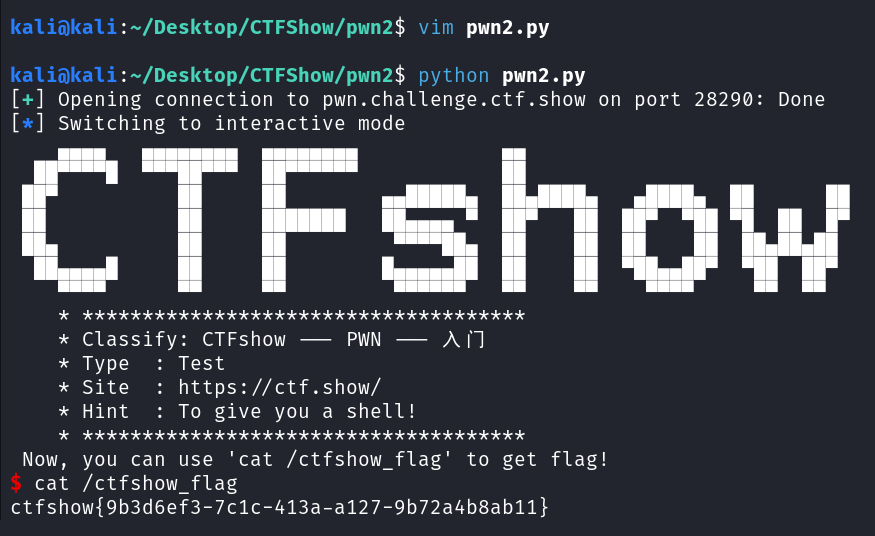 kali@kali:~/Desktop/CTFShow/pwn2$ vim pwn2.py
kali@kali:~/Desktop/CTFShow/pwn2$ python pwn2.py
[+] Opening connection to pwn.challenge.ctf.show on port 28290: Done
[*] Switching to interactive mode
CTFshow
* *************************************
* Classify: CTFshow --- PWN --- 入门
* Type  : Test
* Site  : https://ctf.show/
* Hint  : To give you a shell!
* *************************************
Now, you can use 'cat /ctfshow_flag' to get flag!
$ cat /ctfshow_flag
ctfshow{9b3d6ef3-7c1c-413a-a127-9b72a4b8ab11}